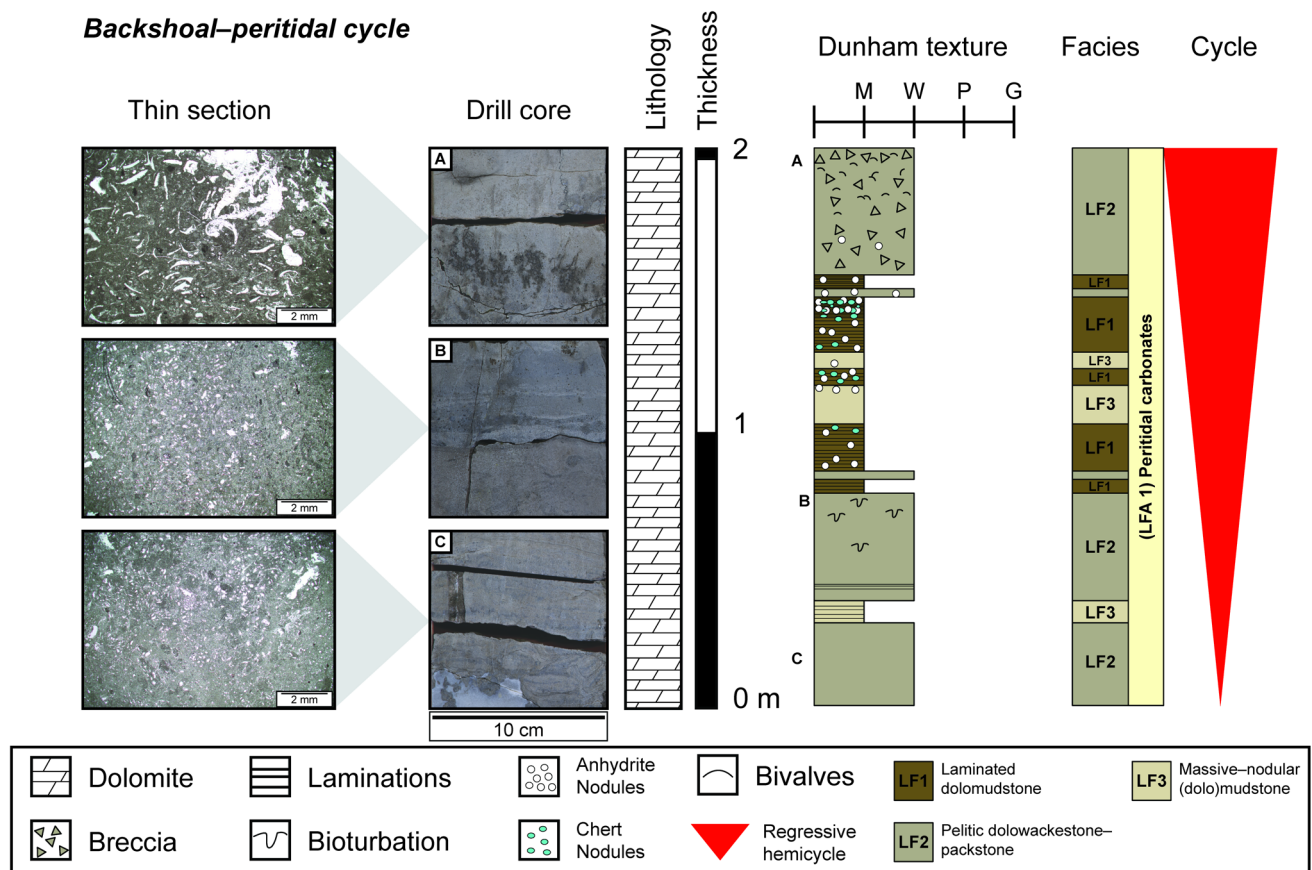 Backshoal–peritidal cycle
Thin section
Drill core
Lithology
Thickness
Dunham texture
Facies
Cycle
M W P G
2 mm
2 mm
2 mm
A
B
C
10 cm
2
1
0 m
A
B
C
LF2
LF1
LF1
LF3
LF1
LF3
LF1
LF1
LF2
LF3
LF2
(LFA 1) Peritidal carbonates
Dolomite
Laminations
Anhydrite
Nodules
Bivalves
LF1
Laminated
dolomudstone
LF3
Massive–nodular
(dolo)mudstone
Breccia
Bioturbation
Chert
Nodules
Regressive
hemicycle
LF2
Pelitic dolowackestone–
packstone